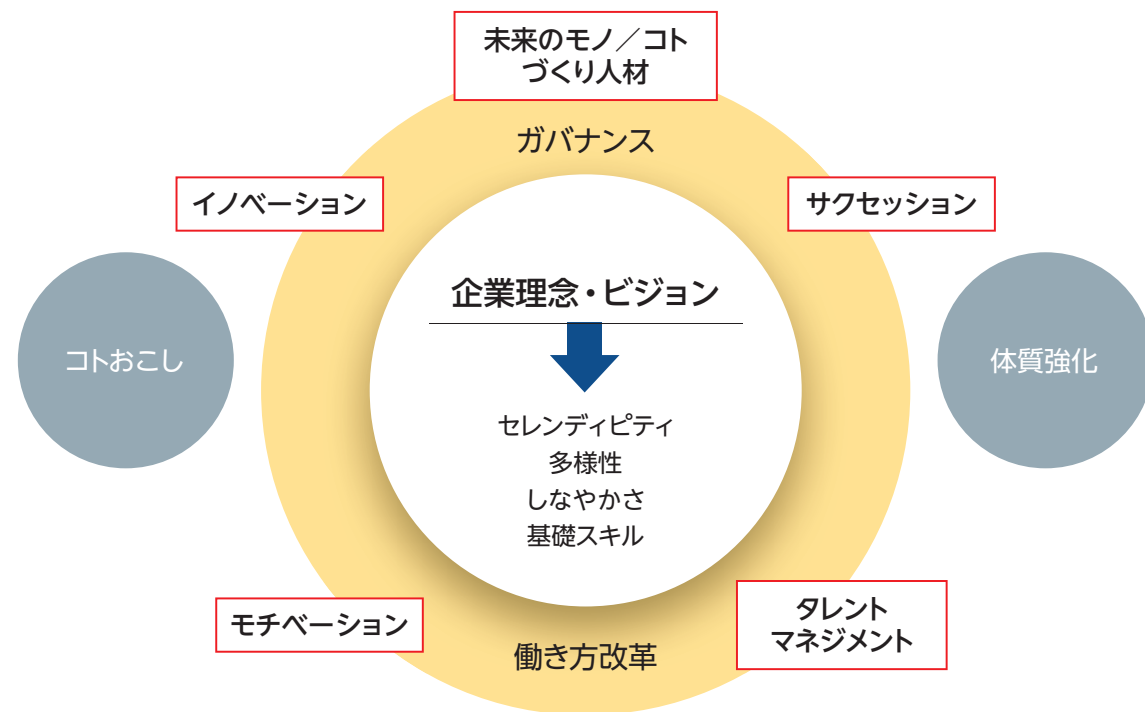 未来のモノ／コト
づくり人材
ガバナンス
イノベーション
サクセッション
企業理念・ビジョン
コトおこし
体質強化
セレンディピティ
多様性
しなやかさ
基礎スキル
モチベーション
タレント
マネジメント
働き方改革